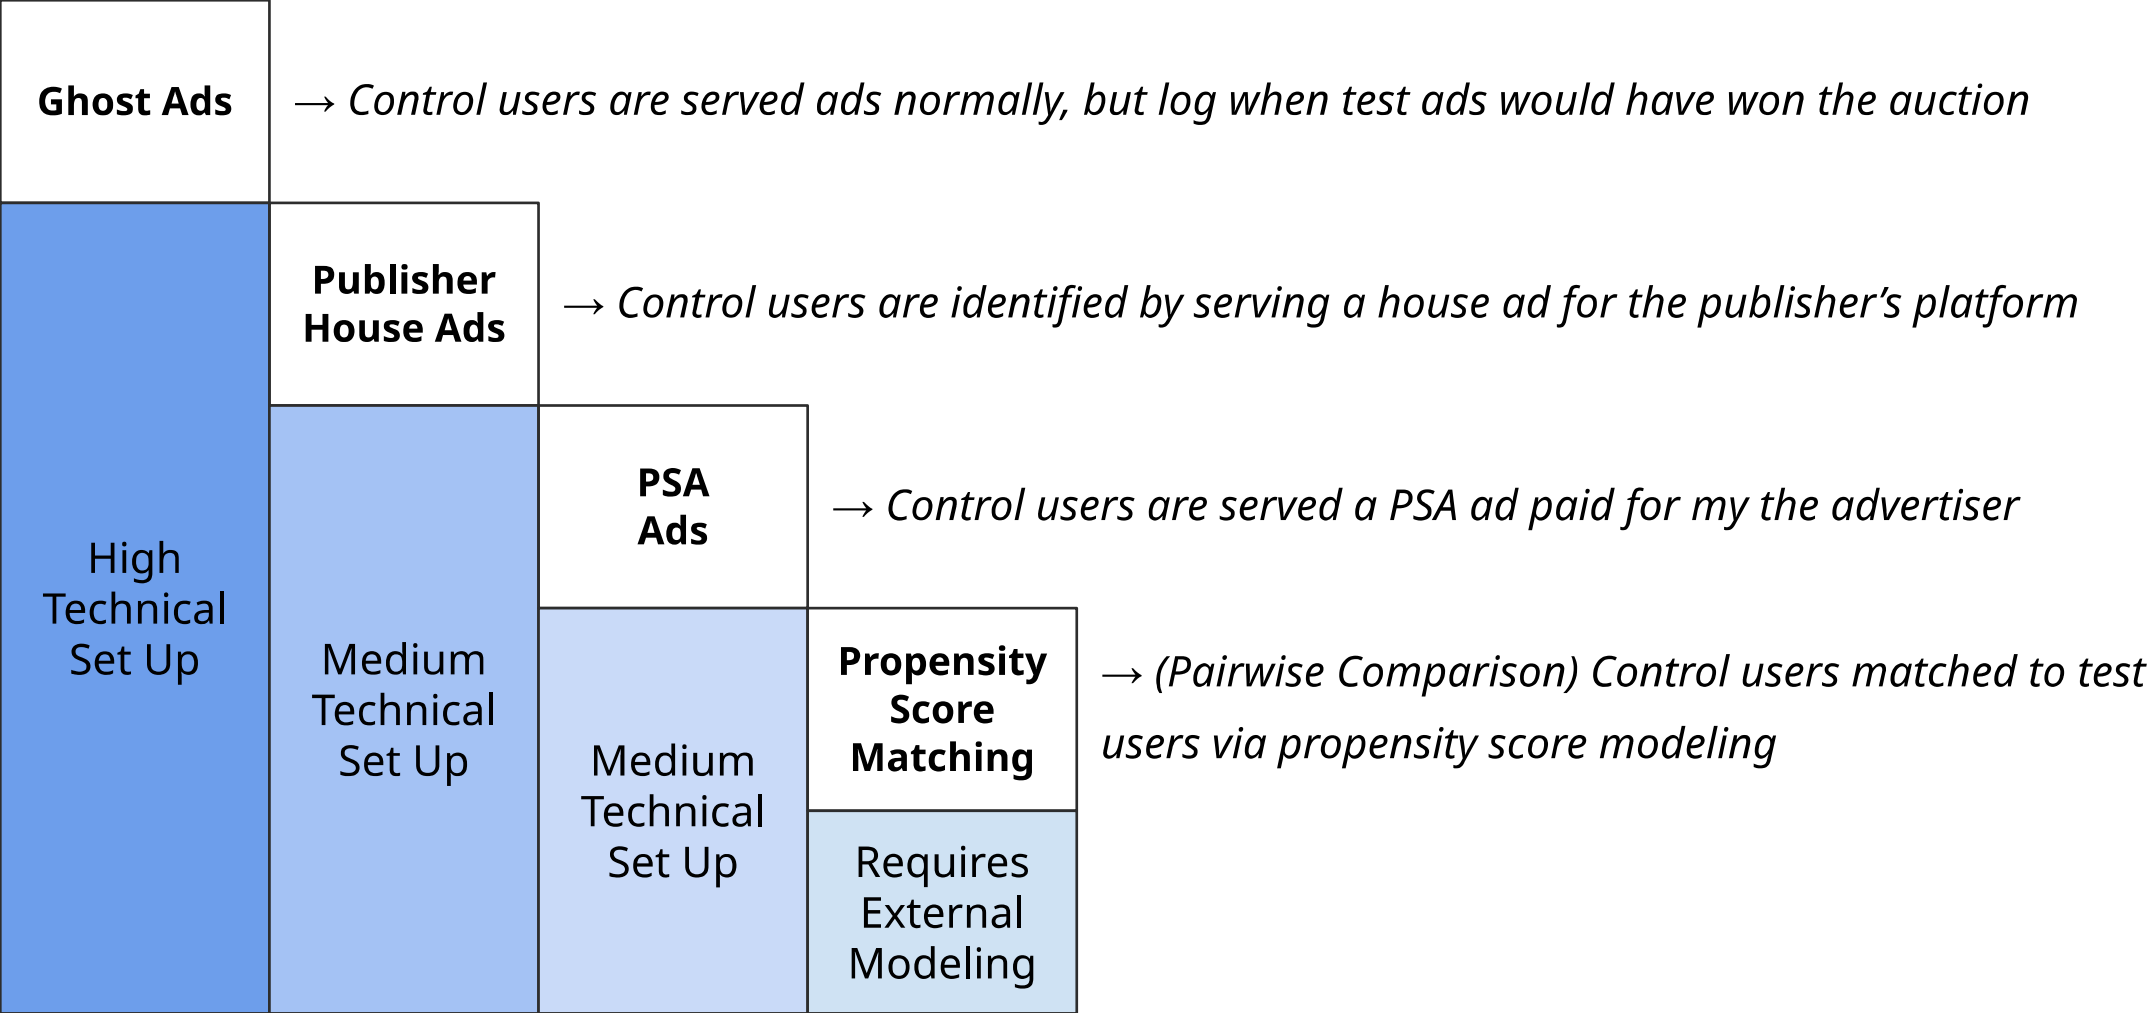 Ghost Ads
→ Control users are served ads normally, but log when test ads would have won the auction
Publisher
House Ads
→ Control users are identified by serving a house ad for the publisher’s platform
PSA
Ads
→ Control users are served a PSA ad paid for my the advertiser
Propensity
Score
Matching
→ (Pairwise Comparison) Control users matched to test
users via propensity score modeling
High
Technical
Set Up
Medium
Technical
Set Up
Medium
Technical
Set Up
Requires
External
Modeling